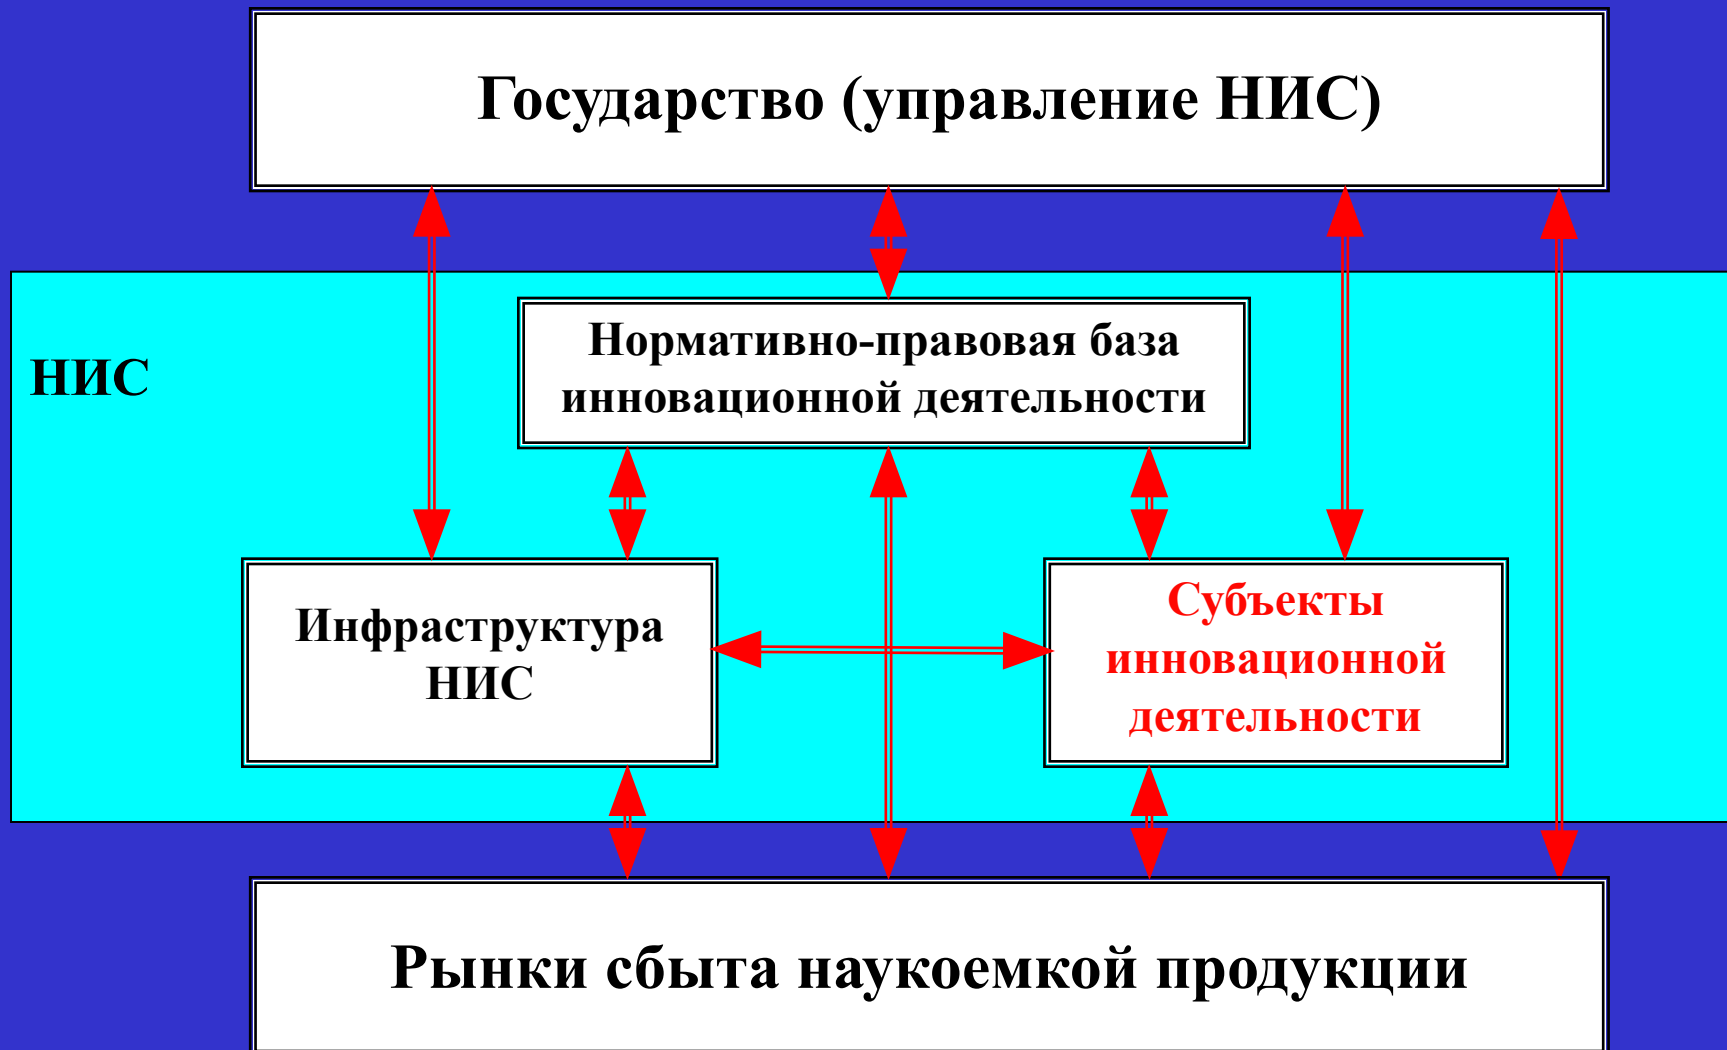 Государство (управление НИС)
НИС
Нормативно-правовая база
инновационной деятельности
Инфраструктура
НИС
Субъекты
инновационной
деятельности
Рынки сбыта наукоемкой продукции